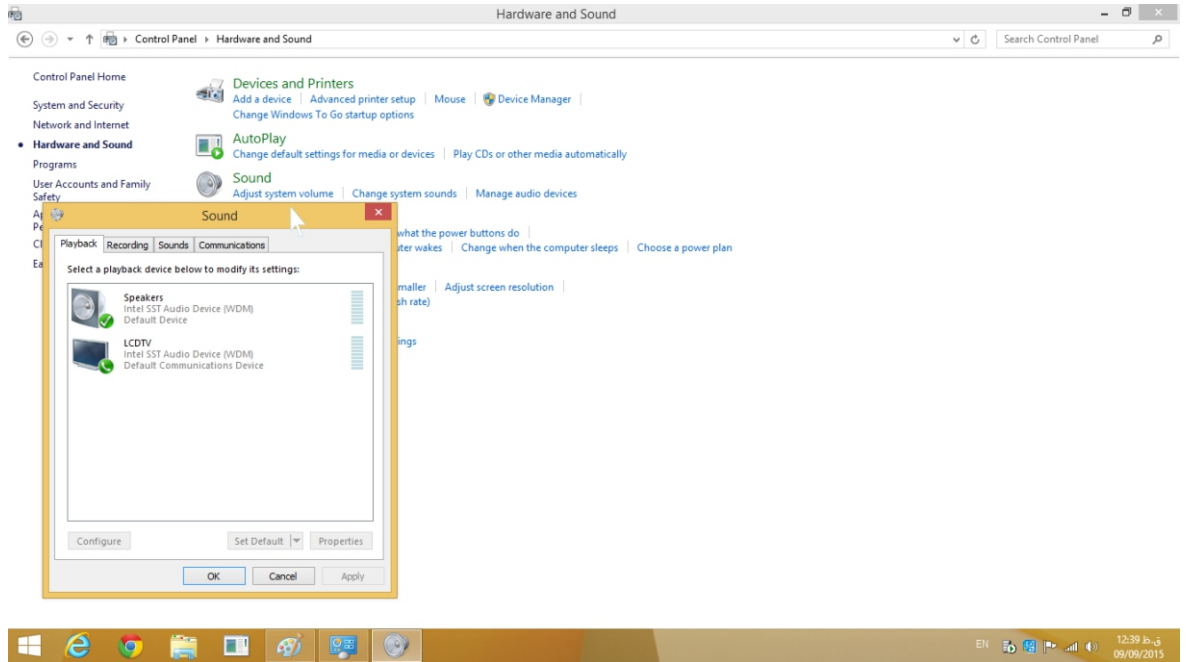 Hardware and Sound
Control Panel Hardware and Sound
Search Control Panel
Control Panel Home
System and Security
Network and Internet
Hardware and Sound
Programs
User Accounts and Family
Safety
Devices and Printers
Add a device Advanced printer setup Mouse Device Manager
Change Windows To Go startup options
AutoPlay
Change default settings for media or devices Play CDs or other media automatically
Sound
Adjust system volume Change system sounds Manage audio devices
what the power buttons do
wakes Change when the computer sleeps Choose a power plan
Adjust screen resolution
rate)
Sound
Playback Recording Sounds Communications
Select a playback device below to modify its settings:
Speakers
Intel SST Audio Device (WDM)
Default Device
LCDTV
Intel SST Audio Device (WDM)
Default Communications Device
Configure Set Default Properties
OK Cancel Apply
EN
12:39 ق.ظ
09/09/2015